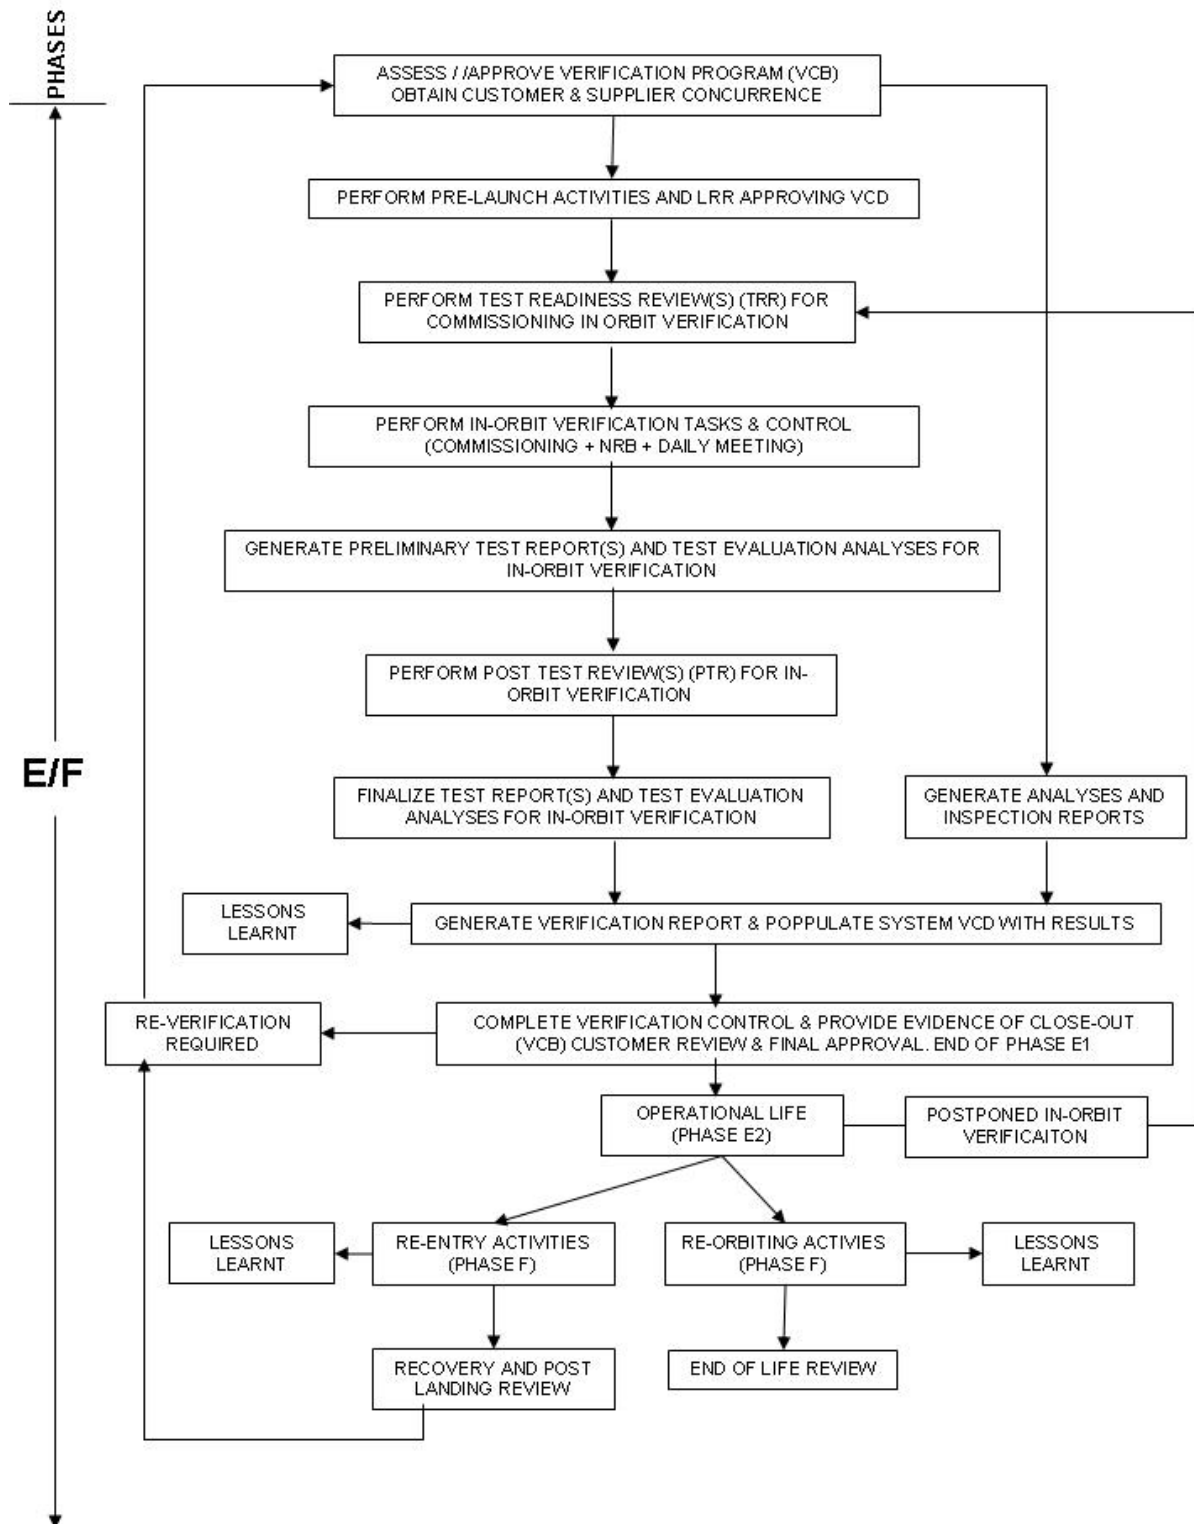 PHASES
ASSESS / /APPROVE VERIFICATION PROGRAM (VCB)
OBTAIN CUSTOMER & SUPPLIER CONCURRENCE
PERFORM PRE-LAUNCH ACTIVITIES AND LRR APPROVING VCD
PERFORM TEST READINESS REVIEW(S) (TRR) FOR
COMMISSIONING IN ORBIT VERIFICATION
PERFORM IN-ORBIT VERIFICATION TASKS & CONTROL
(COMMISSIONING + NRB + DAILY MEETING)
GENERATE PRELIMINARY TEST REPORT(S) AND TEST EVALUATION ANALYSES FOR
IN-ORBIT VERIFICATION
PERFORM POST TEST REVIEW(S) (PTR) FOR IN-
ORBIT VERIFICATION
E/F
FINALIZE TEST REPORT(S) AND TEST EVALUATION
ANALYSES FOR IN-ORBIT VERIFICATION
GENERATE ANALYSES AND
INSPECTION REPORTS
LESSONS
LEARNT
GENERATE VERIFICATION REPORT & POPPULATE SYSTEM VCD WITH RESULTS
RE-VERIFICATION
REQUIRED
COMPLETE VERIFICATION CONTROL & PROVIDE EVIDENCE OF CLOSE-OUT
(VCB) CUSTOMER REVIEW & FINAL APPROVAL. END OF PHASE E1
OPERATIONAL LIFE
(PHASE E2)
POSTPONED IN-ORBIT
VERIFICAITON
LESSONS
LEARNT
RE-ENTRY ACTIVITIES
(PHASE F)
RE-ORBITING ACTIVIES
(PHASE F)
LESSONS
LEARNT
RECOVERY AND POST
LANDING REVIEW
END OF LIFE REVIEW